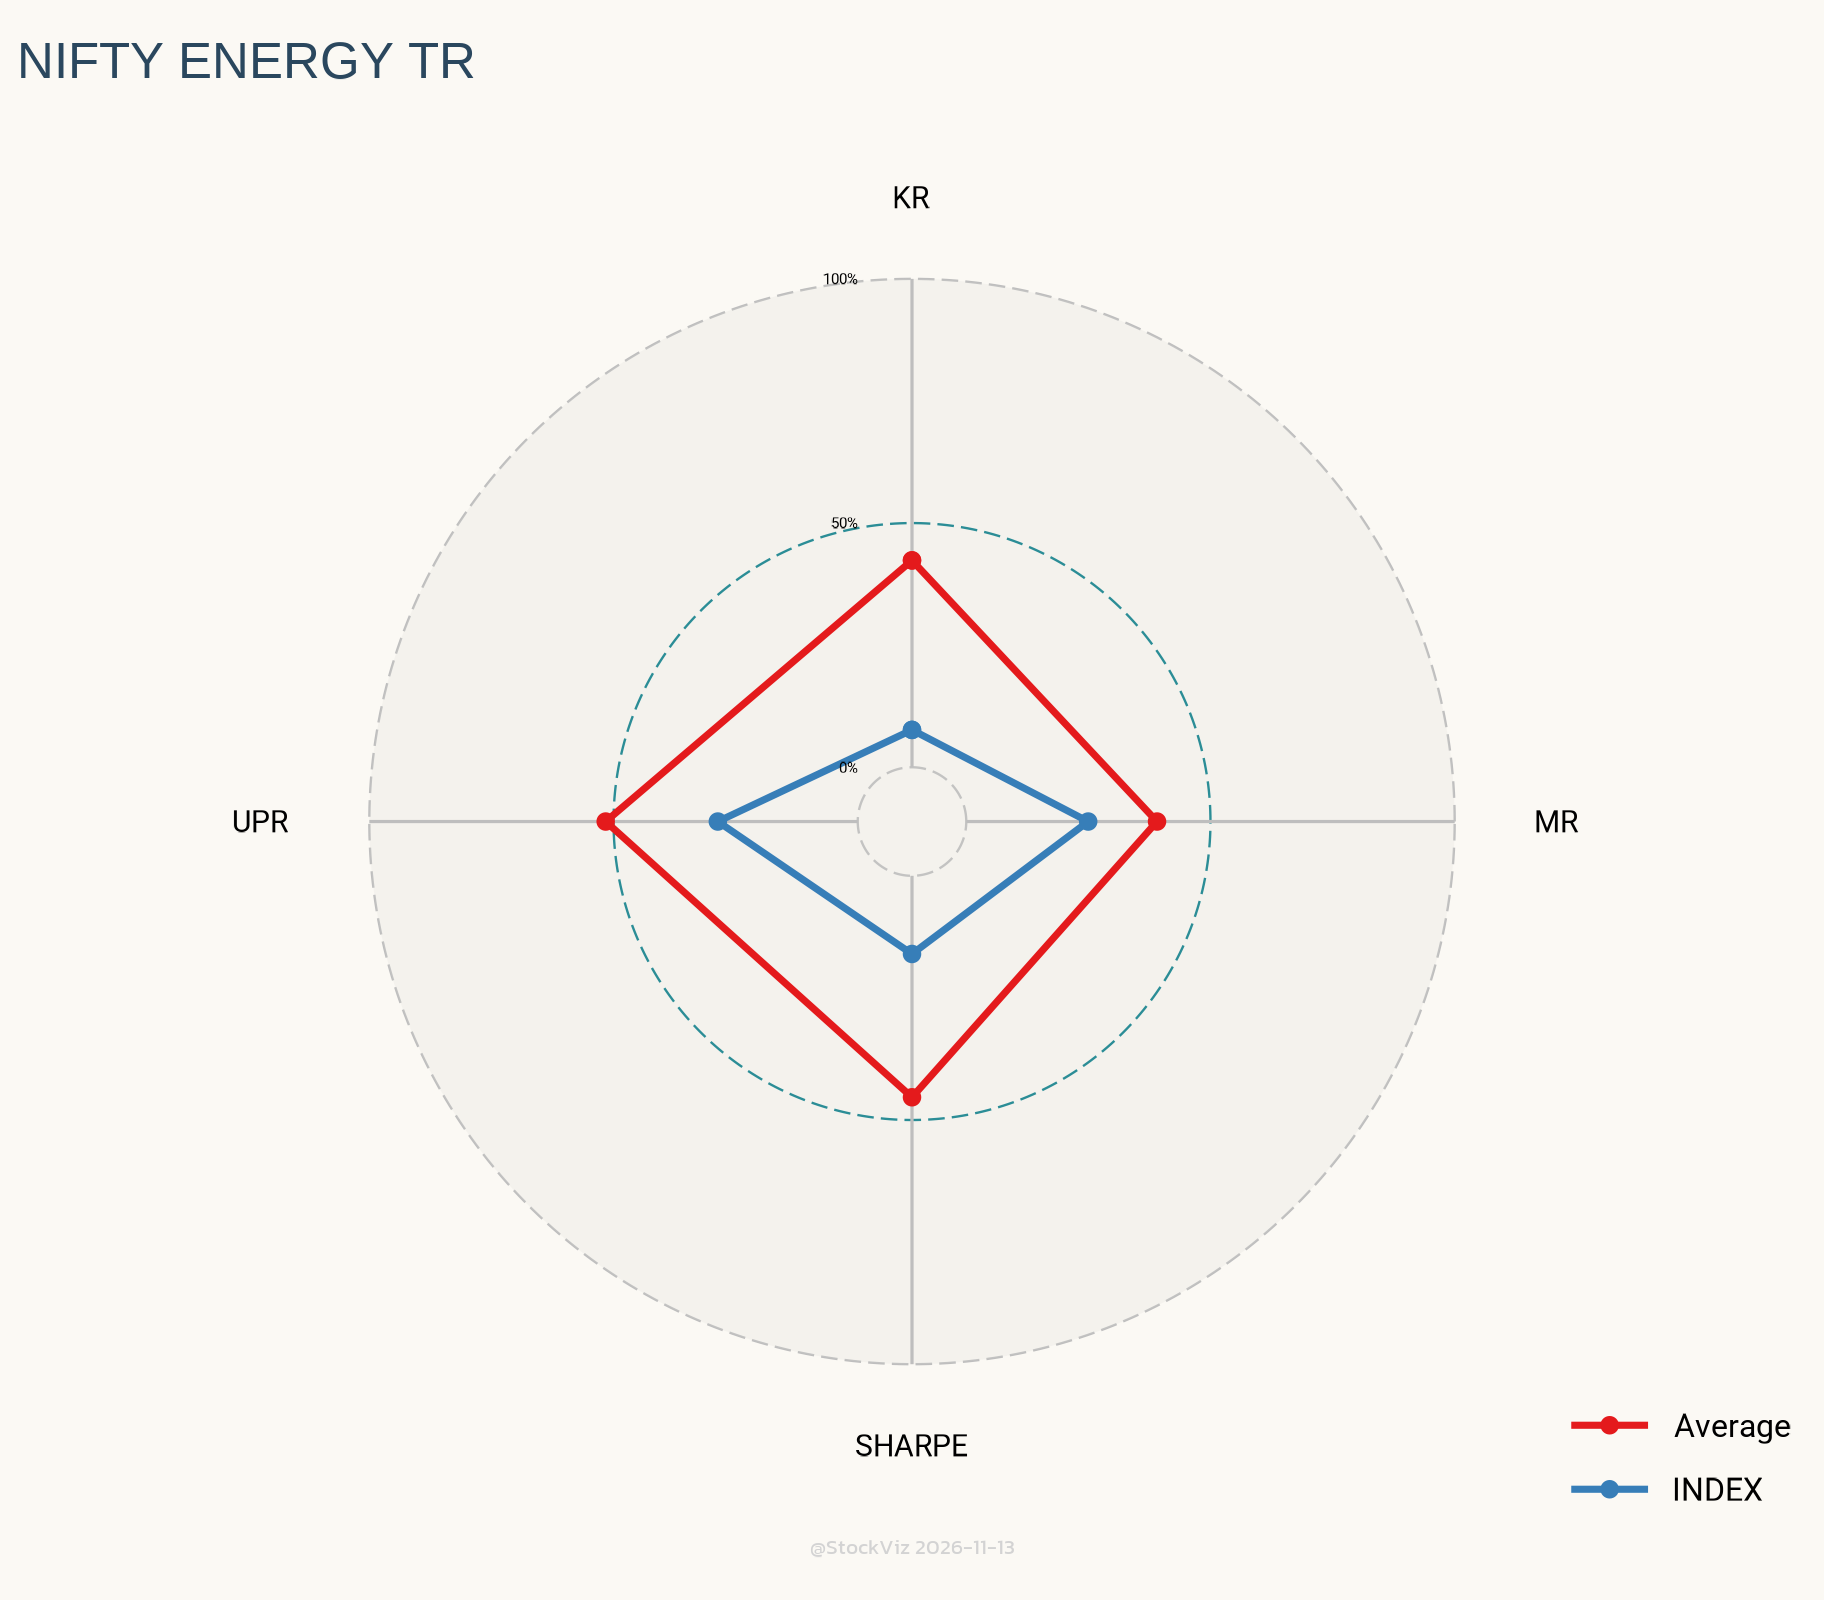 NIFTY ENERGY TR
KR
100%
50%
0%
UPR
MR
SHARPE
Average
INDEX
@StockViz 2026-11-13